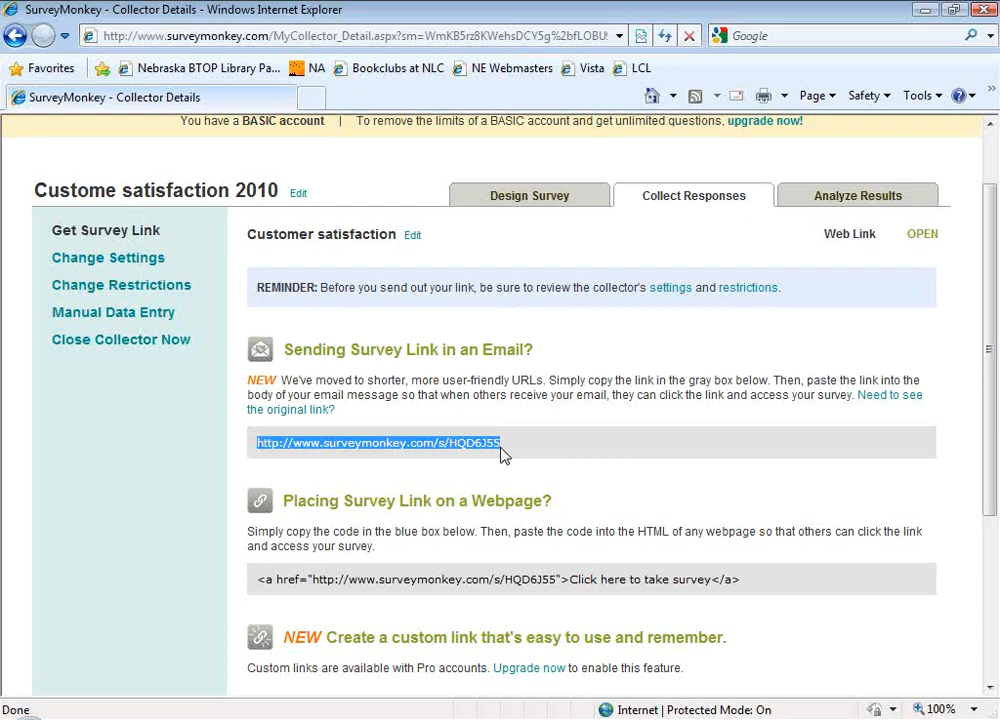 SurveyMonkey - Collector Details - Windows Internet Explorer
http://www.surveymonkey.com/MyCollector_Detail.aspx?sm=WmKB5rz8KWehsDCY5g%2bfLOBU
Google
Favorites Nebraska BTOP Library Pa... NA Bookclubs at NLC NE Webmasters Vista LCL
SurveyMonkey - Collector Details Page Safety Tools
You have a BASIC account | To remove the limits of a BASIC account and get unlimited questions, upgrade now!
Custome satisfaction 2010 Edit Design Survey Collect Responses Analyze Results
Get Survey Link
Change Settings
Change Restrictions
Manual Data Entry
Close Collector Now
Customer satisfaction Edit Web Link OPEN
REMINDER: Before you send out your link, be sure to review the collector's settings and restrictions.
Sending Survey Link in an Email?
NEW We've moved to shorter, more user-friendly URLs. Simply copy the link in the gray box below. Then, paste the link into the
body of your email message so that when others receive your email, they can click the link and access your survey. Need to see
the original link?
http://www.surveymonkey.com/s/HQD6J55
Placing Survey Link on a Webpage?
Simply copy the code in the blue box below. Then, paste the code into the HTML of any webpage so that others can click the link
and access your survey.
<a href="http://www.surveymonkey.com/s/HQD6J55">Click here to take survey</a>
NEW Create a custom link that's easy to use and remember.
Custom links are available with Pro accounts. Upgrade now to enable this feature.
Done Internet | Protected Mode: On 100%